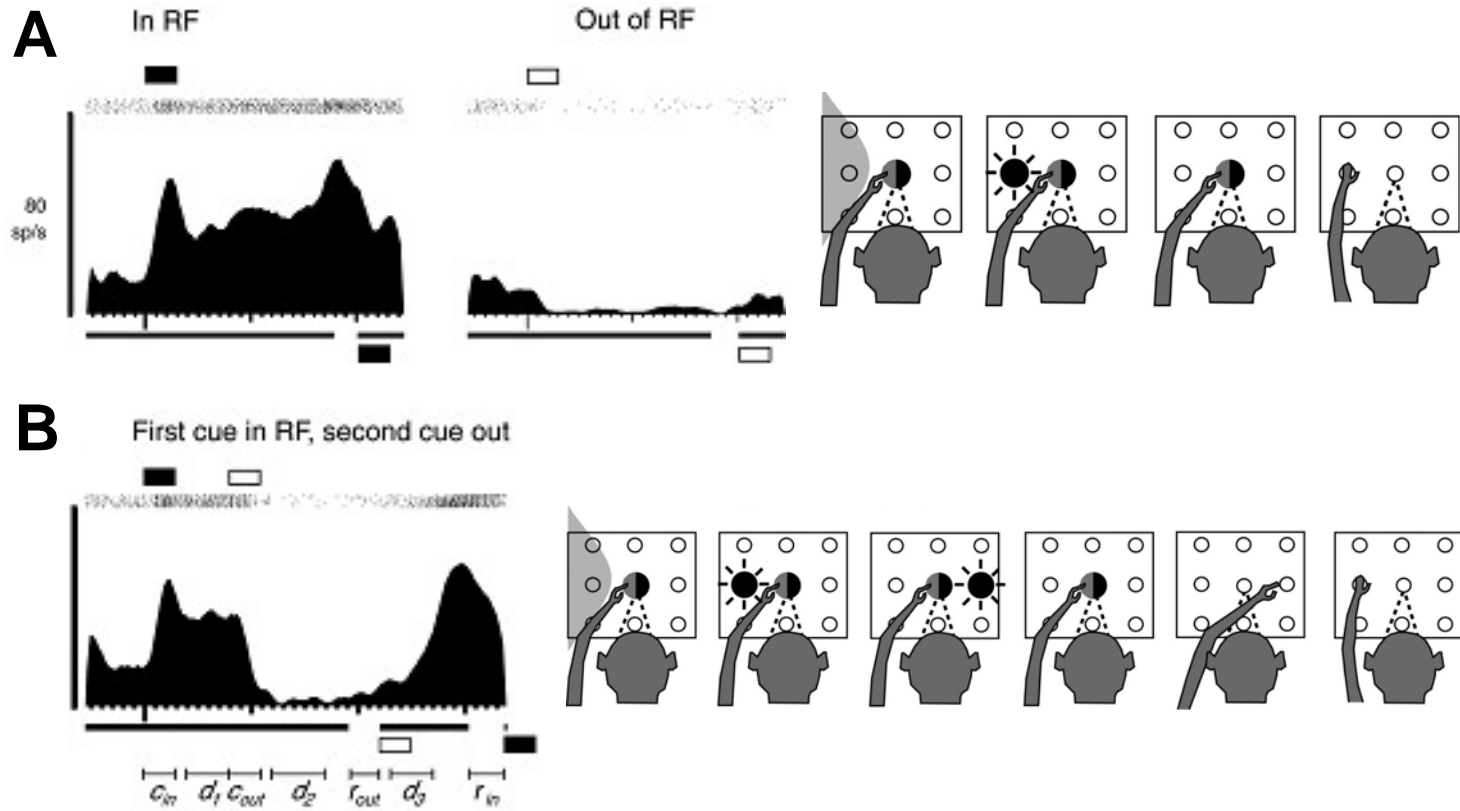 A
In RF
Out of RF
80
sp/s
B
First cue in RF, second cue out
c_in d_1 c_out d_2 r_out d_3 r_in